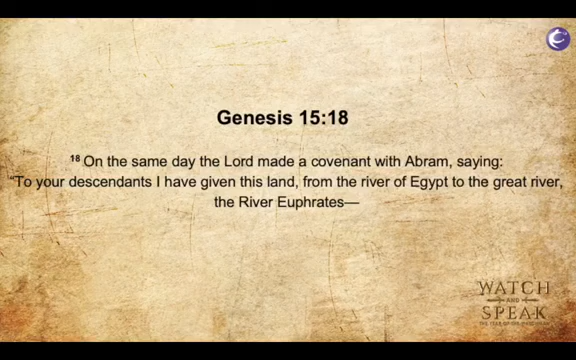 Genesis 15:18
18 On the same day the Lord made a covenant with Abram, saying:
“To your descendants I have given this land, from the river of Egypt to the great river,
the River Euphrates—
WATCH
AND
SPEAK